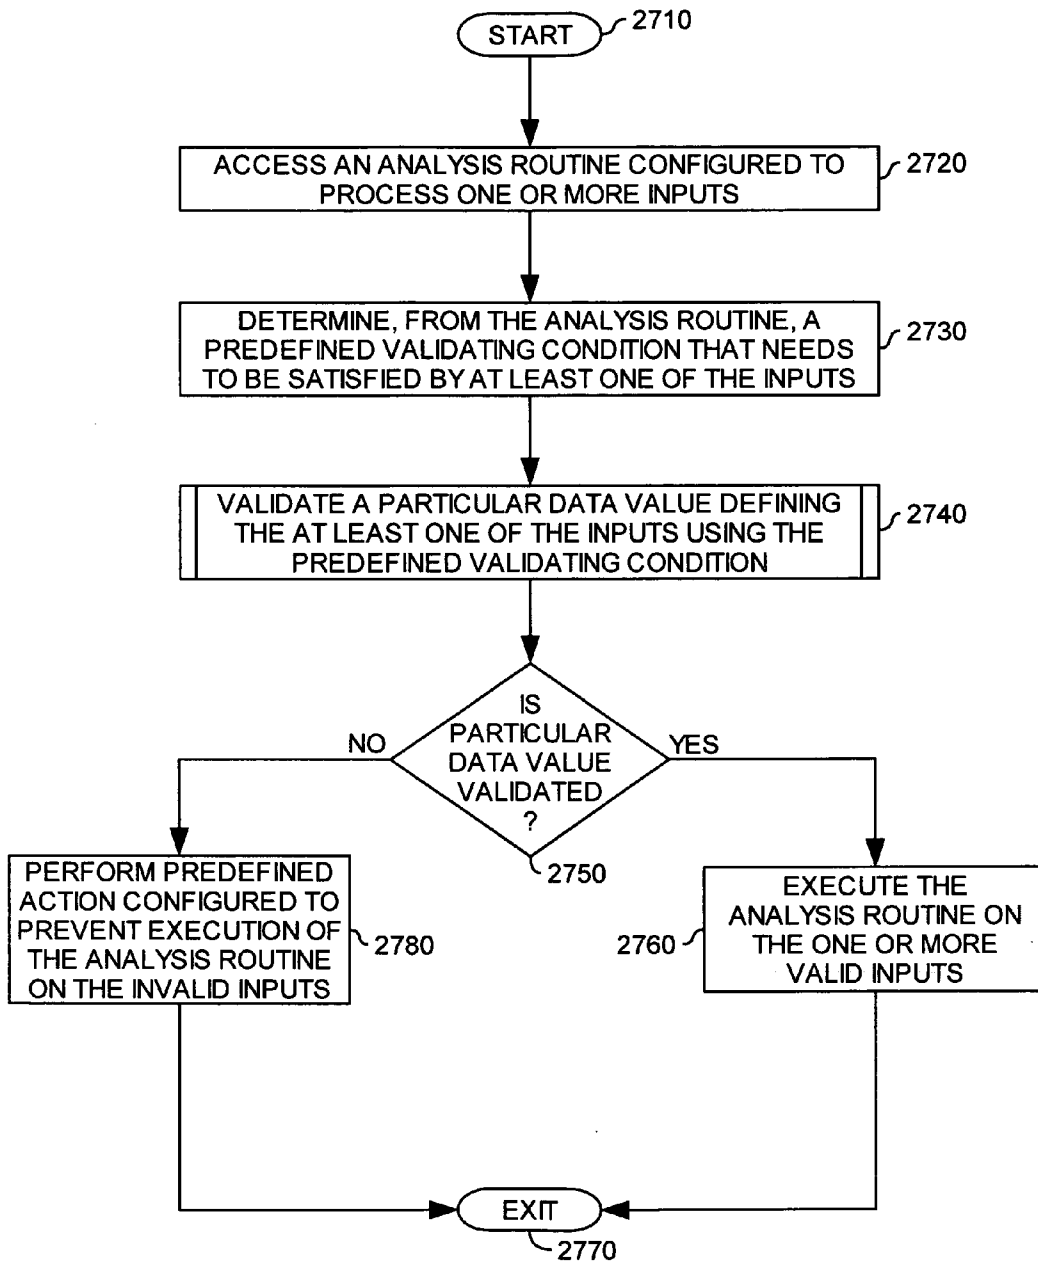 START
2710
ACCESS AN ANALYSIS ROUTINE CONFIGURED TO
PROCESS ONE OR MORE INPUTS
2720
DETERMINE, FROM THE ANALYSIS ROUTINE, A
PREDEFINED VALIDATING CONDITION THAT NEEDS
TO BE SATISFIED BY AT LEAST ONE OF THE INPUTS
2730
VALIDATE A PARTICULAR DATA VALUE DEFINING
THE AT LEAST ONE OF THE INPUTS USING THE
PREDEFINED VALIDATING CONDITION
2740
IS
PARTICULAR
DATA VALUE
VALIDATED
?
2750
NO
YES
PERFORM PREDEFINED
ACTION CONFIGURED TO
PREVENT EXECUTION OF
THE ANALYSIS ROUTINE
ON THE INVALID INPUTS
2780
EXECUTE THE
ANALYSIS ROUTINE ON
THE ONE OR MORE
VALID INPUTS
2760
EXIT
2770